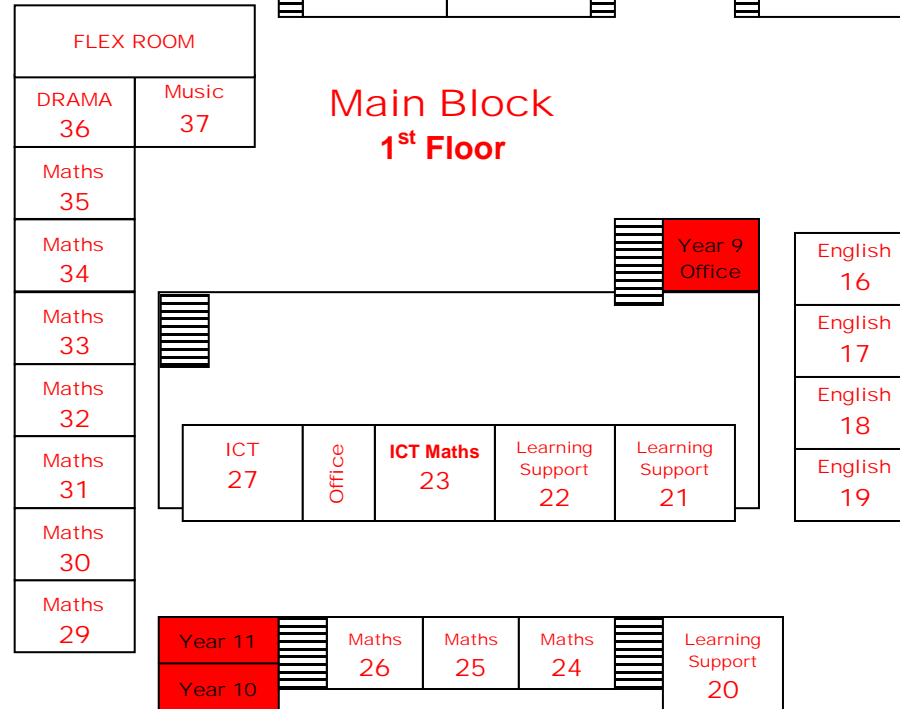 FLEX ROOM
DRAMA
36
Music
37
Main Block
1st Floor
Maths
35
Maths
34
Maths
33
Maths
32
Maths
31
Maths
30
Maths
29
Year 9
Office
English
16
English
17
English
18
English
19
ICT
27
Office
ICT Maths
23
Learning
Support
22
Learning
Support
21
Year 11
Year 10
Maths
26
Maths
25
Maths
24
Learning
Support
20